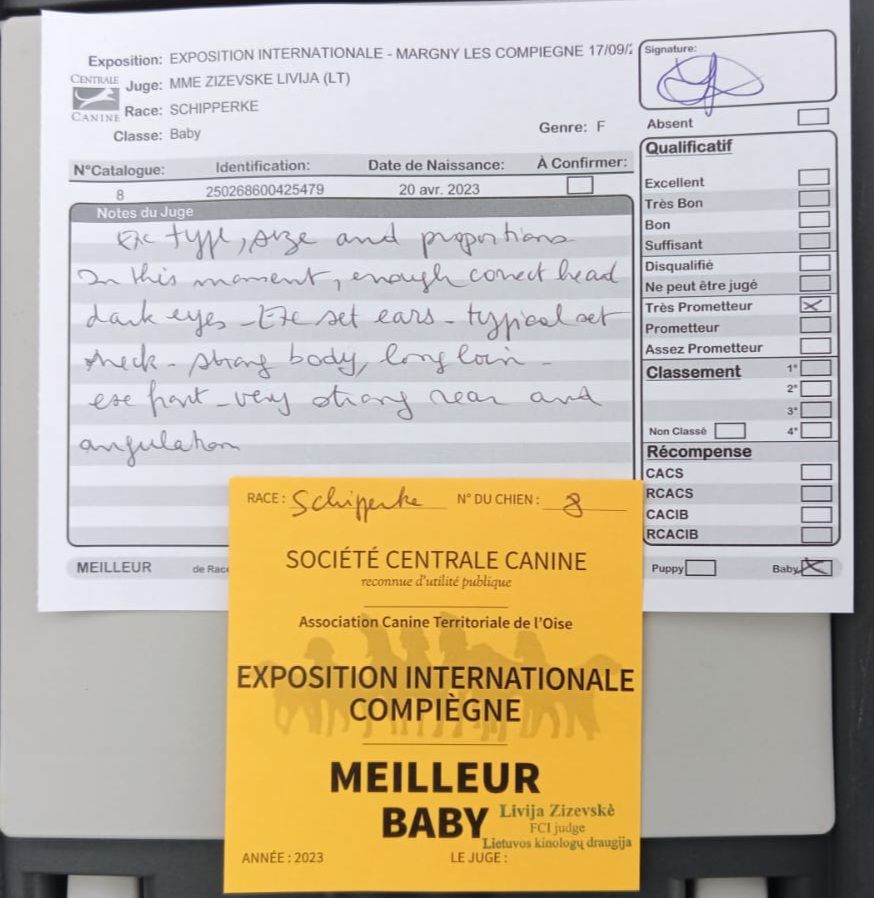 Exposition: EXPOSITION INTERNATIONALE - MARGNY LES COMPIEGNE 17/09/
CENTRALE
CANINE
Juge: MME ZIZEVSKE LIVIJA (LT)
Race: SCHIPPERKE
Classe: Baby
Genre: F
N°Catalogue: Identification: Date de Naissance: À Confirmer:
8 250268600425479 20 avr. 2023
Notes du Juge
Exc type, size and proportions
In this moment, enough correct head
dark eyes - Exc set ears - typical set
neck - strong body, long loin -
exc front - very strong rear and
angulation
MEILLEUR de Race
Signature:
Absent
Qualificatif
Excellent
Très Bon
Bon
Suffisant
Disqualifié
Ne peut être jugé
Très Prometteur
Prometteur
Assez Prometteur
Classement 1°
2°
3°
Non Classé 4°
Récompense
CACS
RCACS
CACIB
RCACIB
Puppy Baby
RACE : Schipperke N° DU CHIEN : 8
SOCIÉTÉ CENTRALE CANINE
reconnue d'utilité publique
Association Canine Territoriale de l'Oise
EXPOSITION INTERNATIONALE
COMPIÈGNE
MEILLEUR
BABY
Livija Zizevskė
FCI judge
Lietuvos kinologų draugija
ANNÉE : 2023 LE JUGE :